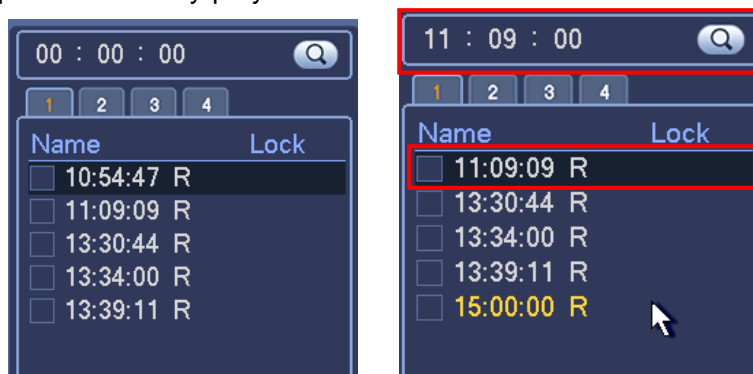 00 : 00 : 00
1 2 3 4
Name Lock
10:54:47 R
11:09:09 R
13:30:44 R
13:34:00 R
13:39:11 R
11 : 09 : 00
1 2 3 4
Name Lock
11:09:09 R
13:30:44 R
13:34:00 R
13:39:11 R
15:00:00 R